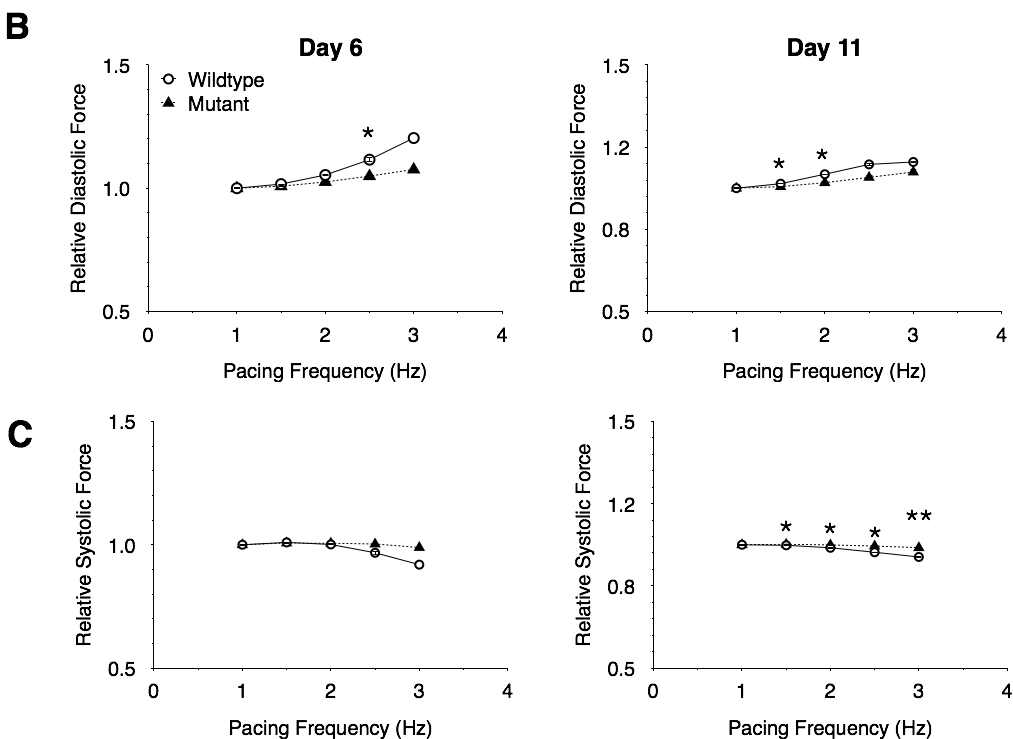 B
Day 6
Day 11
Relative Diastolic Force
1.5
1.0
0.5
Wildtype
Mutant
*
0 1 2 3 4
Pacing Frequency (Hz)
Relative Diastolic Force
1.5
1.2
0.8
0.5
* *
0 1 2 3 4
Pacing Frequency (Hz)
C
Relative Systolic Force
1.5
1.0
0.5
0 1 2 3 4
Pacing Frequency (Hz)
Relative Systolic Force
1.5
1.2
0.8
0.5
* * * **
0 1 2 3 4
Pacing Frequency (Hz)